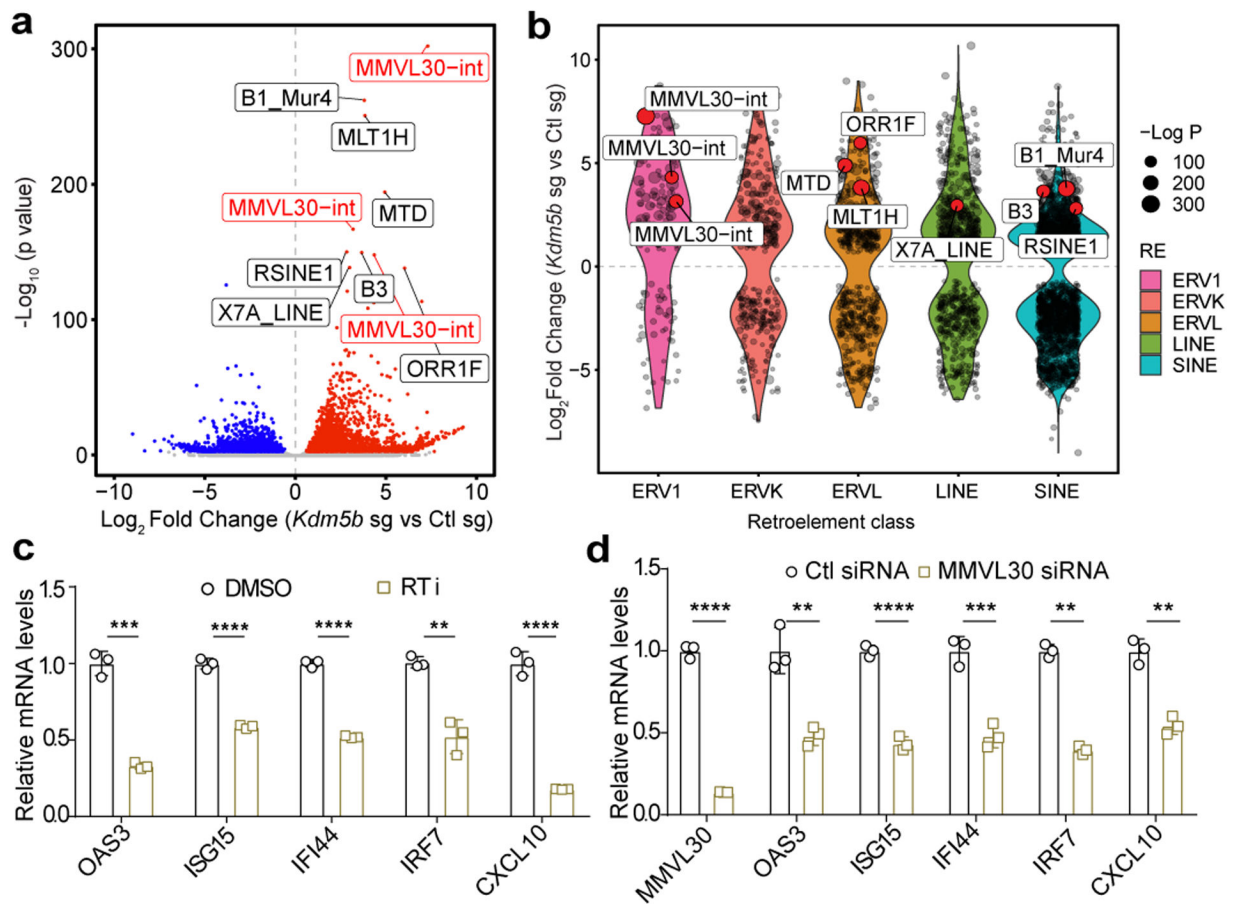 a
300
200
100
0
-Log10 (p value)
MMVL30−int
B1_Mur4
MLT1H
MMVL30−int
MTD
RSINE1
B3
X7A_LINE
MMVL30−int
ORR1F
−10
−5
0
5
10
Log2 Fold Change (Kdm5b sg vs Ctl sg)
b
10
5
0
−5
Log2Fold Change (Kdm5b sg vs Ctl sg)
MMVL30−int
MMVL30−int
MMVL30−int
ORR1F
MTD
MLT1H
X7A_LINE
B1_Mur4
B3
RSINE1
ERV1
ERVK
ERVL
LINE
SINE
Retroelement class
−Log P
100
200
300
RE
ERV1
ERVK
ERVL
LINE
SINE
c
DMSO
RTi
1.5
1.0
0.5
0.0
Relative mRNA levels
***
****
****
**
****
OAS3
ISG15
IFI44
IRF7
CXCL10
d
Ctl siRNA
MMVL30 siRNA
1.5
1.0
0.5
0.0
Relative mRNA levels
****
**
****
***
**
**
MMVL30
OAS3
ISG15
IFI44
IRF7
CXCL10